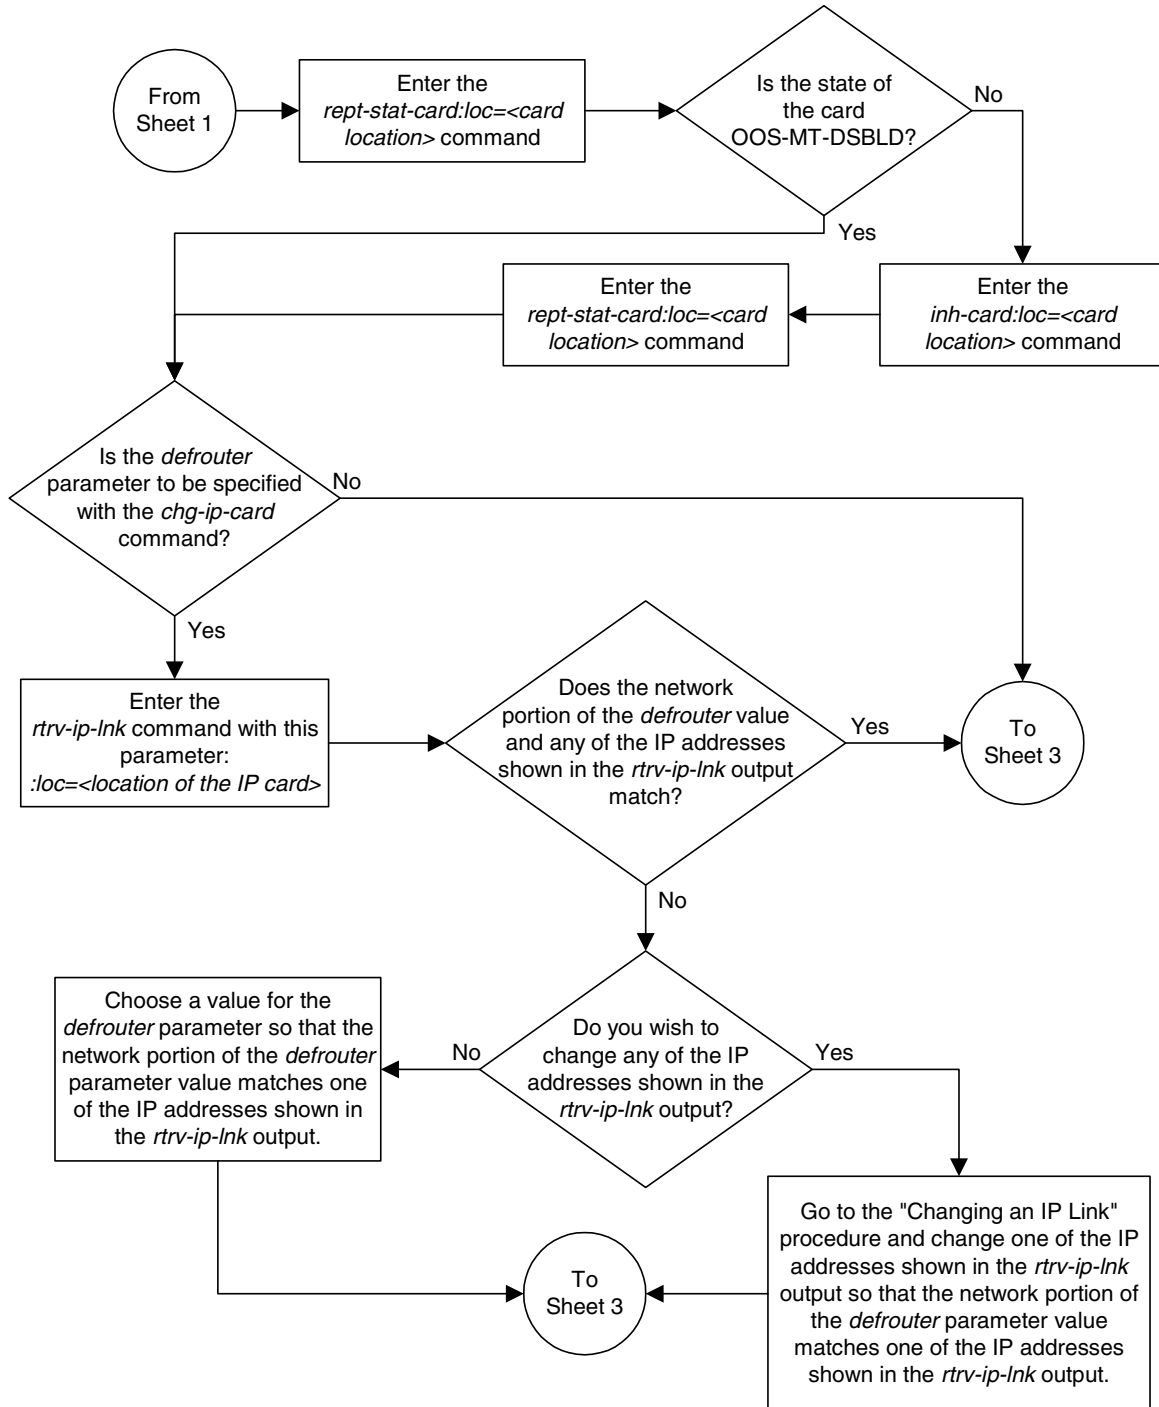 From
Sheet 1
Enter the
rept-stat-card:loc=<card
location> command
Is the state of
the card
OOS-MT-DSBLD?
No
Yes
Enter the
rept-stat-card:loc=<card
location> command
Enter the
inh-card:loc=<card
location> command
Is the defrouter
parameter to be specified
with the chg-ip-card
command?
No
Yes
Enter the
rtrv-ip-lnk command with this
parameter:
:loc=<location of the IP card>
Does the network
portion of the defrouter value
and any of the IP addresses
shown in the rtrv-ip-lnk output
match?
Yes
To
Sheet 3
No
Choose a value for the
defrouter parameter so that the
network portion of the defrouter
parameter value matches one
of the IP addresses shown in
the rtrv-ip-lnk output.
No
Do you wish to
change any of the IP
addresses shown in the
rtrv-ip-lnk output?
Yes
To
Sheet 3
Go to the "Changing an IP Link"
procedure and change one of the IP
addresses shown in the rtrv-ip-lnk
output so that the network portion of
the defrouter parameter value
matches one of the IP addresses
shown in the rtrv-ip-lnk output.